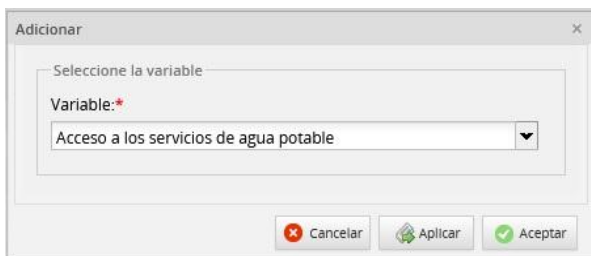 Adicionar
Seleccione la variable
Variable:*
Acceso a los servicios de agua potable
Cancelar Aplicar Aceptar